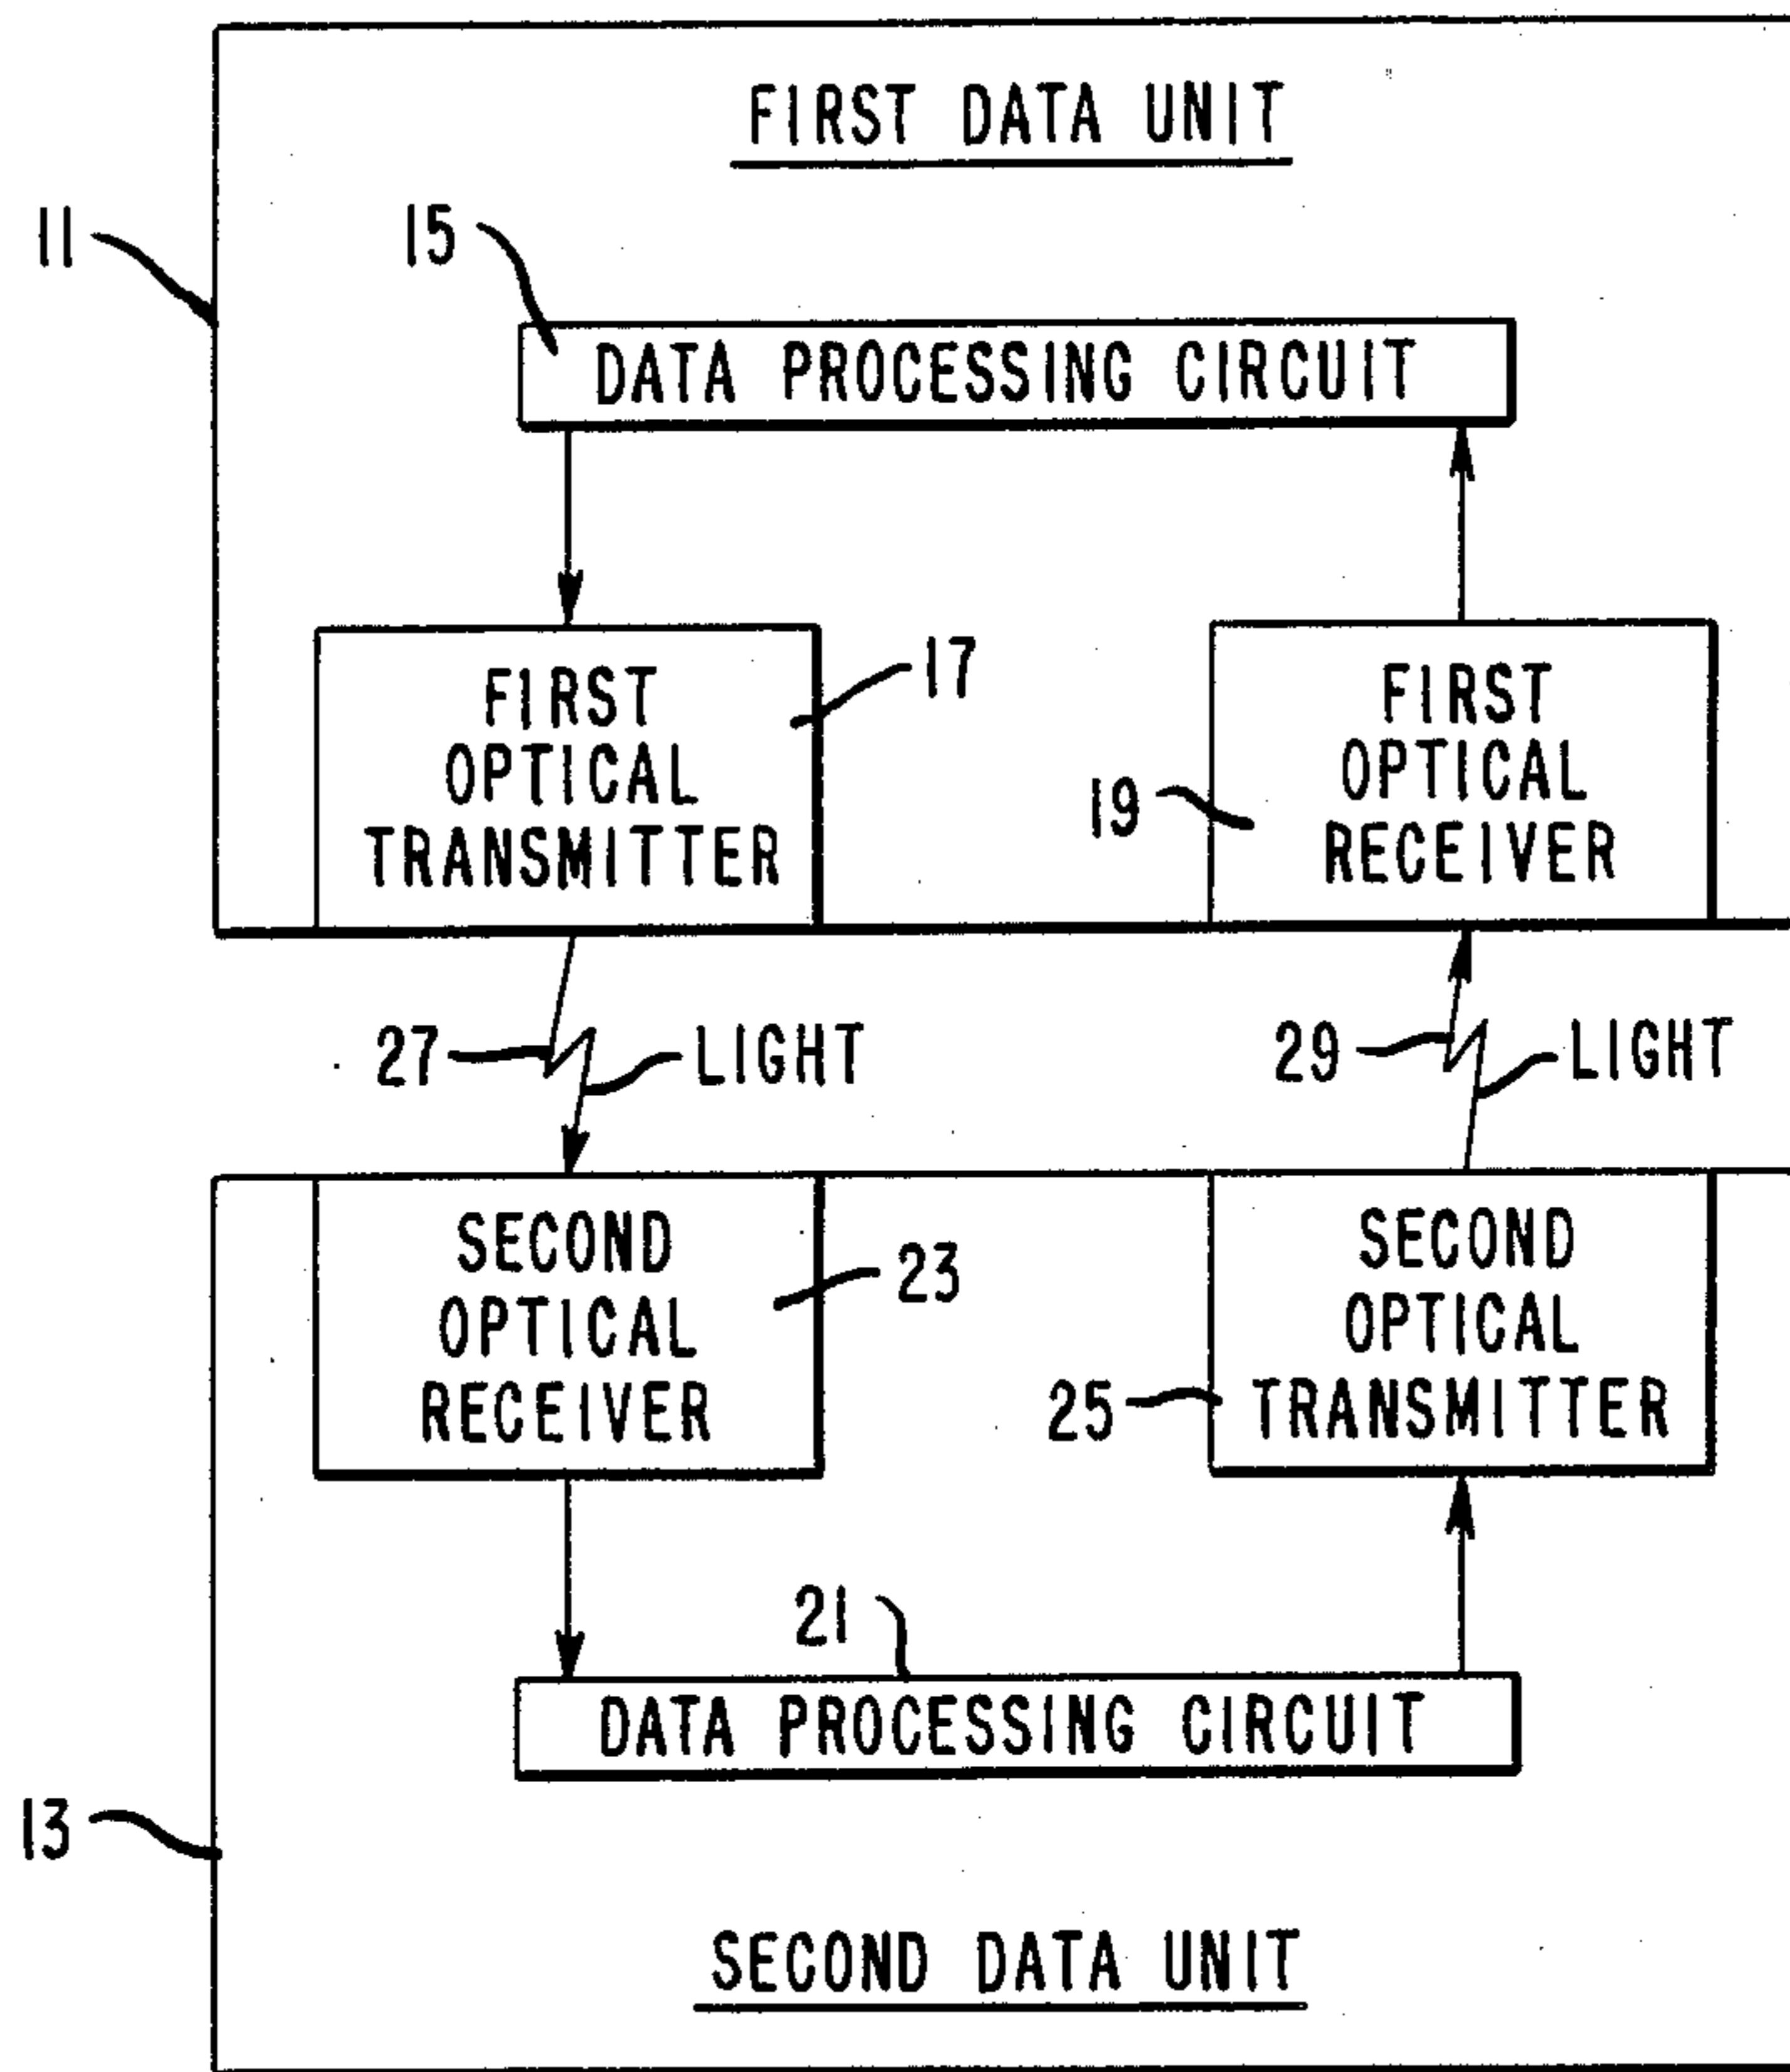 FIRST DATA UNIT
11
15
DATA PROCESSING CIRCUIT
FIRST
OPTICAL
TRANSMITTER
17
19
FIRST
OPTICAL
RECEIVER
27
LIGHT
29
LIGHT
SECOND
OPTICAL
RECEIVER
23
25
SECOND
OPTICAL
TRANSMITTER
21
DATA PROCESSING CIRCUIT
13
SECOND DATA UNIT